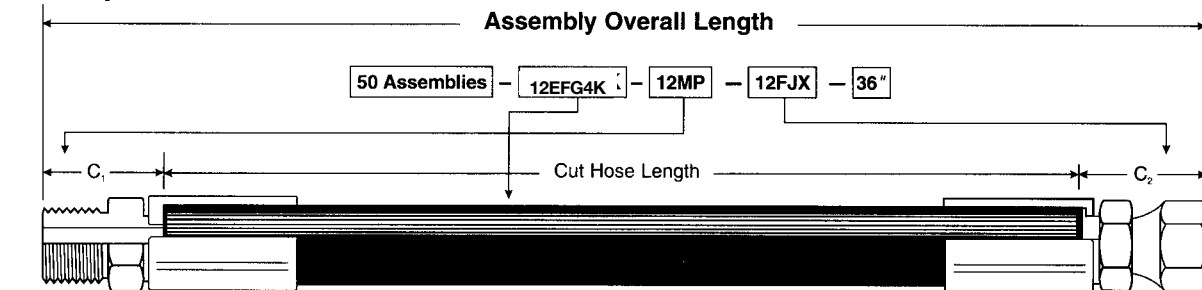 Assembly Overall Length
50 Assemblies - 12EFG4K - 12MP - 12FJX - 36"
C₁ Cut Hose Length C₂